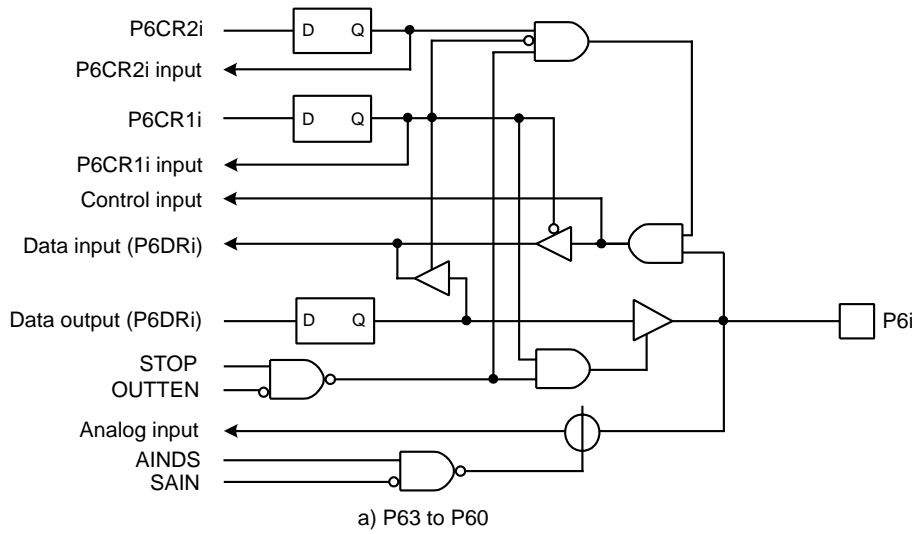 P6CR2i
D Q
P6CR2i input
P6CR1i
D Q
P6CR1i input
Control input
Data input (P6DRi)
Data output (P6DRi)
D Q
P6i
STOP
OUTTEN
Analog input
AINDS
SAIN
a) P63 to P60